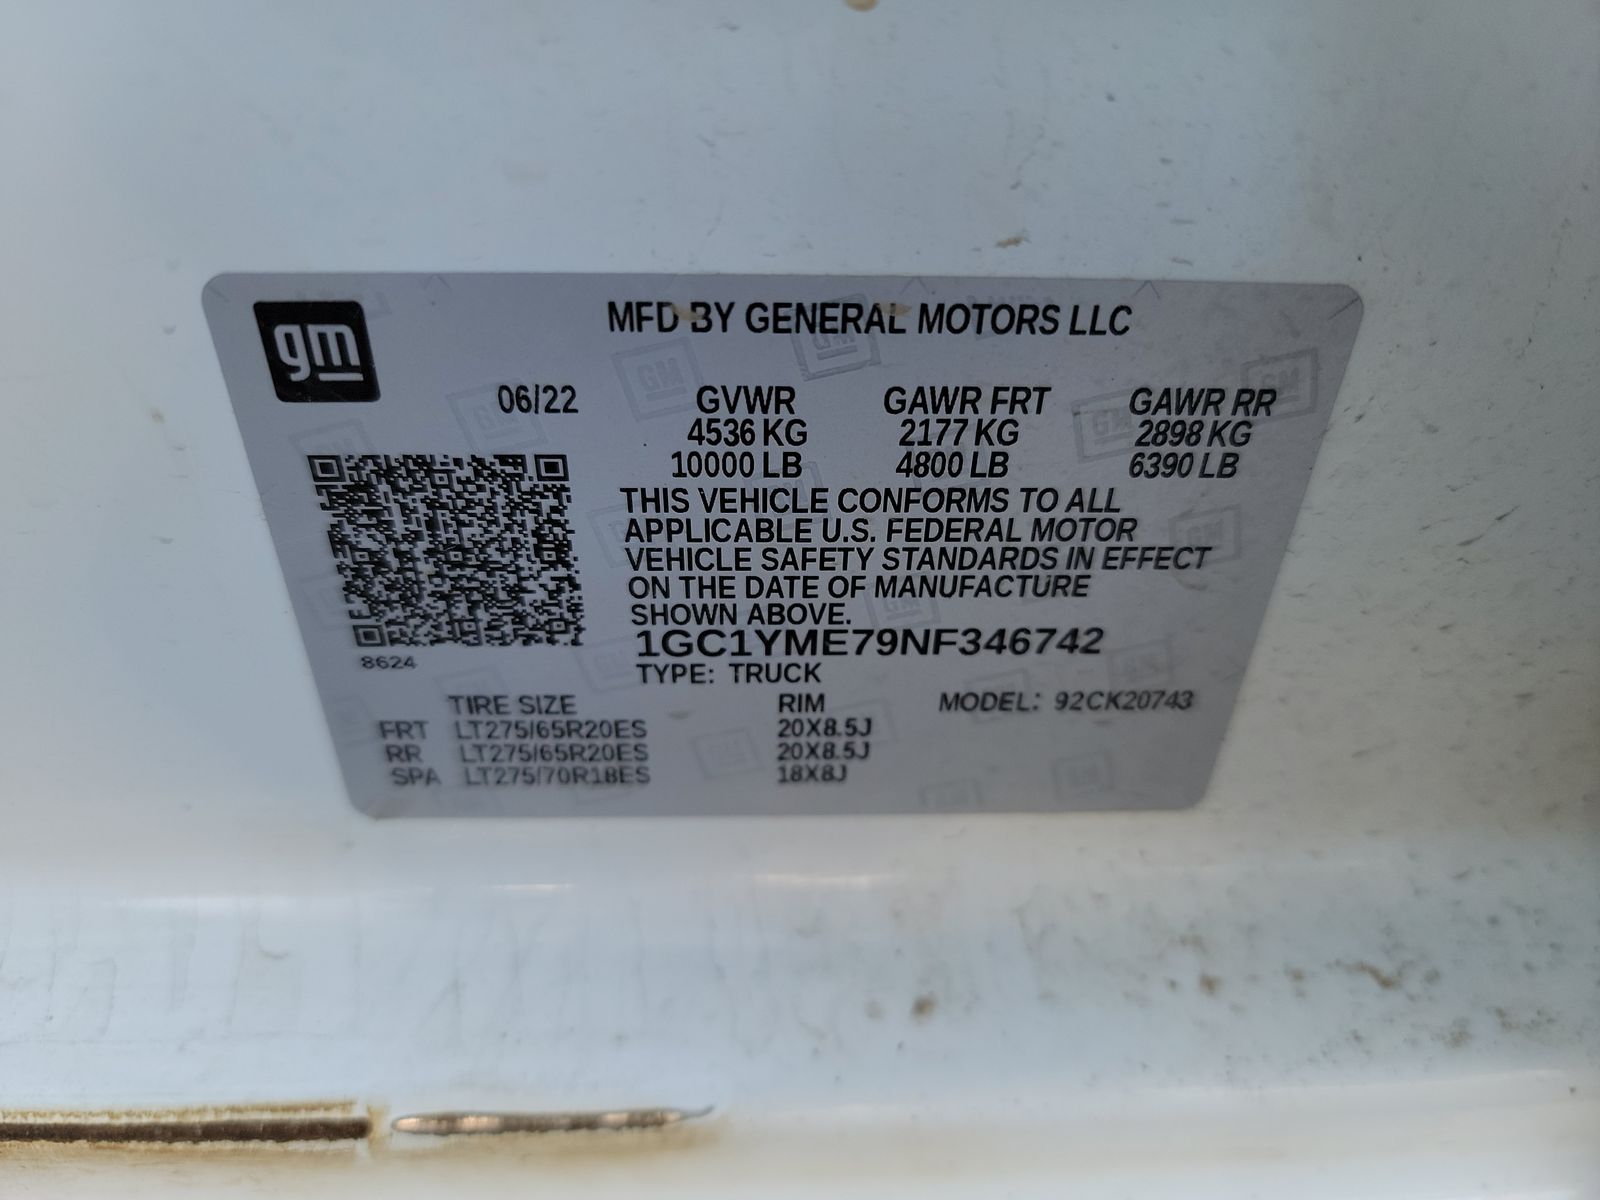 gm
MFD BY GENERAL MOTORS LLC
06/22 GVWR GAWR FRT GAWR RR
4536 KG 2177 KG 2898 KG
10000 LB 4800 LB 6390 LB
THIS VEHICLE CONFORMS TO ALL
APPLICABLE U.S. FEDERAL MOTOR
VEHICLE SAFETY STANDARDS IN EFFECT
ON THE DATE OF MANUFACTURE
SHOWN ABOVE.
1GC1YME79NF346742
8624
TYPE: TRUCK
TIRE SIZE RIM MODEL: 92CK20743
FRT LT275/65R20ES 20X8.5J
RR LT275/65R20ES 20X8.5J
SPA LT275/70R18ES 18X8J